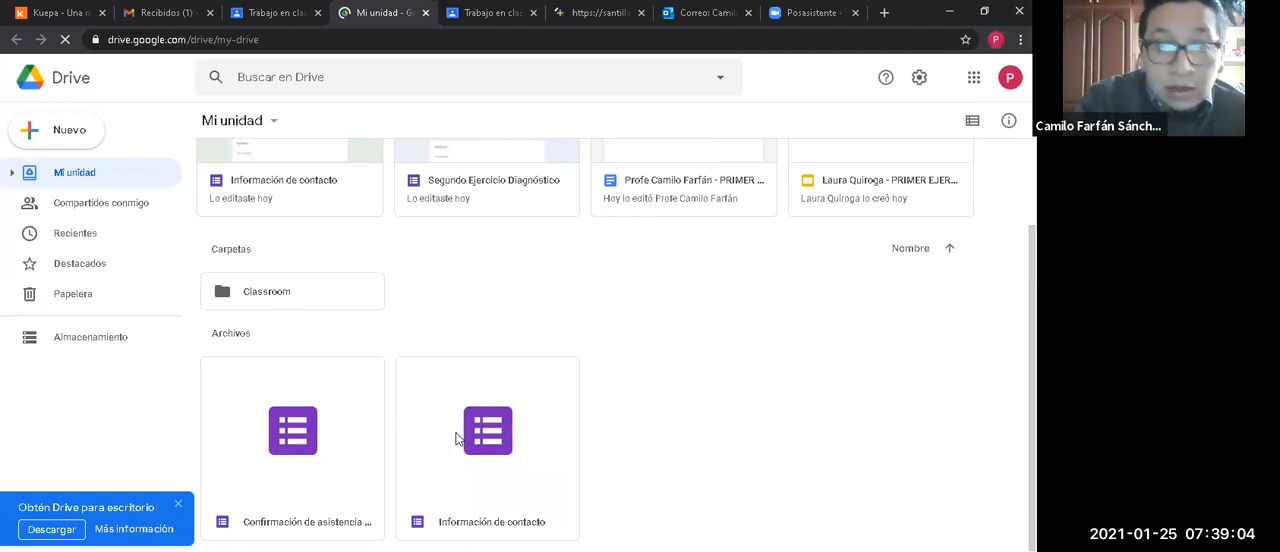 Kuepa - Una n
Recibidos (1)
Trabajo en clas
Mi unidad - G
Trabajo en clas
https://santilla
Correo: Camil
Posasistente -
drive.google.com/drive/my-drive
P
Drive
Buscar en Drive
P
Nuevo
Mi unidad
Mi unidad
Compartidos conmigo
Recientes
Destacados
Papelera
Almacenamiento
Información de contacto
Lo editaste hoy
Segundo Ejercicio Diagnóstico
Lo editaste hoy
Profe Camilo Farfán - PRIMER ...
Hoy lo editó Profe Camilo Farfán
Laura Quiroga - PRIMER EJER...
Laura Quiroga lo creó hoy
Carpetas
Nombre
Classroom
Archivos
Confirmación de asistencia ...
Información de contacto
Obtén Drive para escritorio
Descargar
Más información
Camilo Farfán Sánch...
2021-01-25 07:39:04